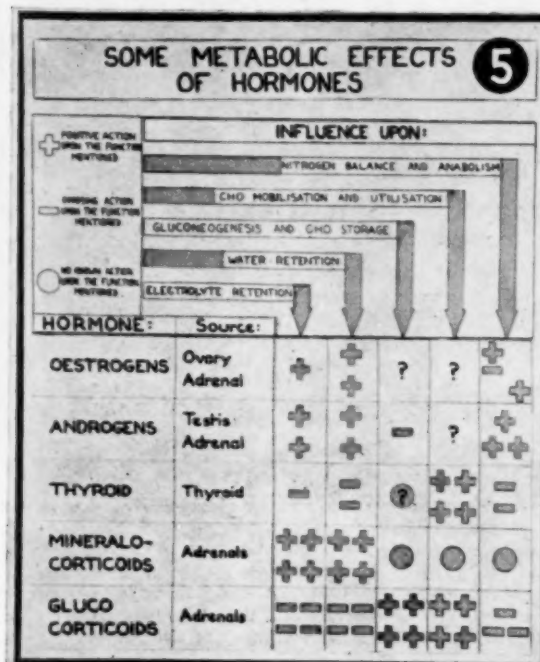 SOME METABOLIC EFFECTS
OF HORMONES
5
POSITIVE ACTION
UPON THE FUNCTION
MENTIONED
OPPOSING ACTION
UPON THE FUNCTION
MENTIONED
NO KNOWN ACTION
UPON THE FUNCTION
MENTIONED
INFLUENCE UPON:
NITROGEN BALANCE AND ANABOLISM
CHO MOBILISATION AND UTILISATION
GLUCONEOGENESIS AND CHO STORAGE
WATER RETENTION
ELECTROLYTE RETENTION
HORMONE: Source:
OESTROGENS Ovary Adrenal + + + ? ? + - +
ANDROGENS Testis Adrenal + + + + - ? + + +
THYROID Thyroid - - - ? + + + + - -
MINERALO-
CORTICOIDS Adrenals + + + + + + + +
GLUCO
CORTICOIDS Adrenals - - - - - - - - + + + + + + + + - - -